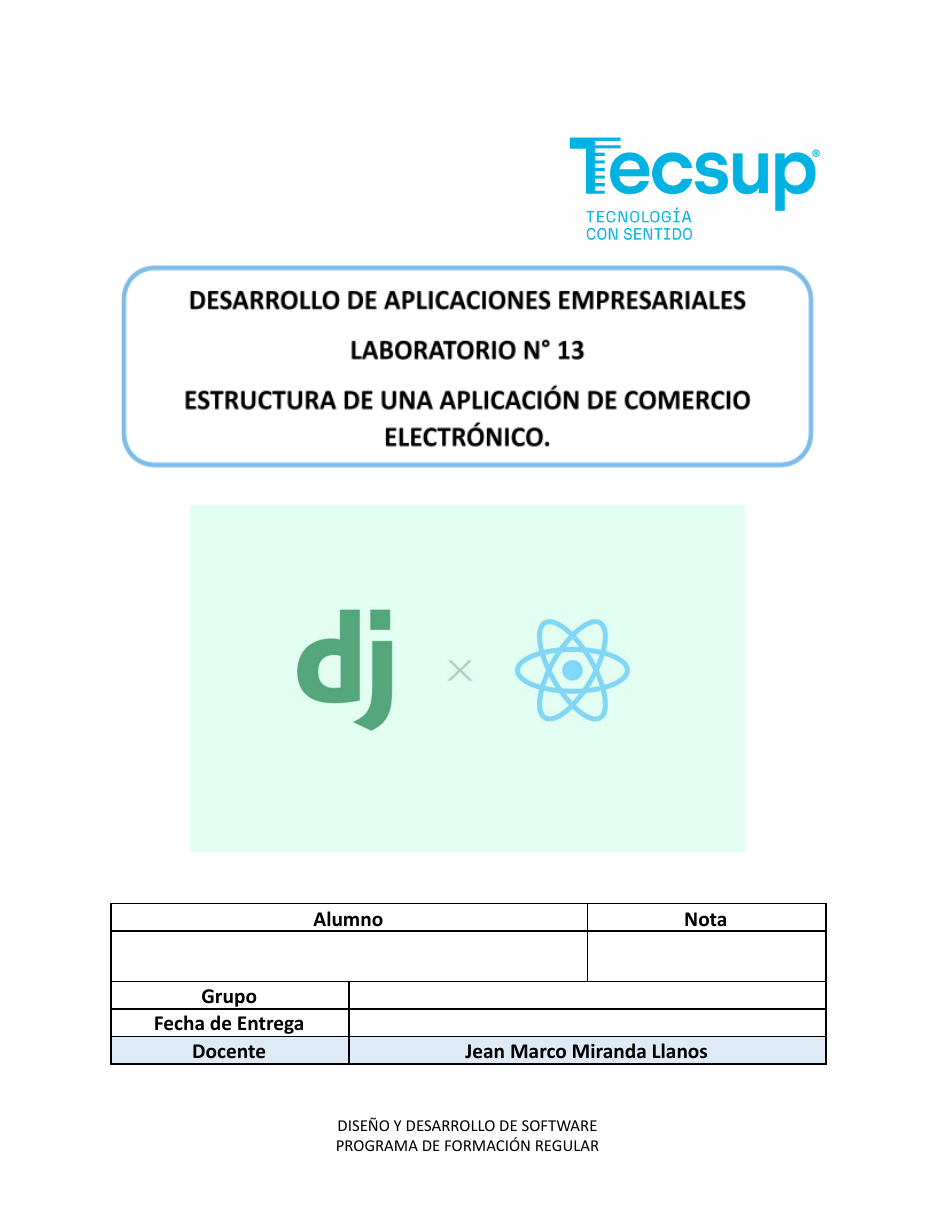 Tecsup®
TECNOLOGÍA
CON SENTIDO
DESARROLLO DE APLICACIONES EMPRESARIALES
LABORATORIO N° 13
ESTRUCTURA DE UNA APLICACIÓN DE COMERCIO
ELECTRÓNICO.
dj
Alumno Nota
Grupo
Fecha de Entrega
Docente Jean Marco Miranda Llanos
DISEÑO Y DESARROLLO DE SOFTWARE
PROGRAMA DE FORMACIÓN REGULAR